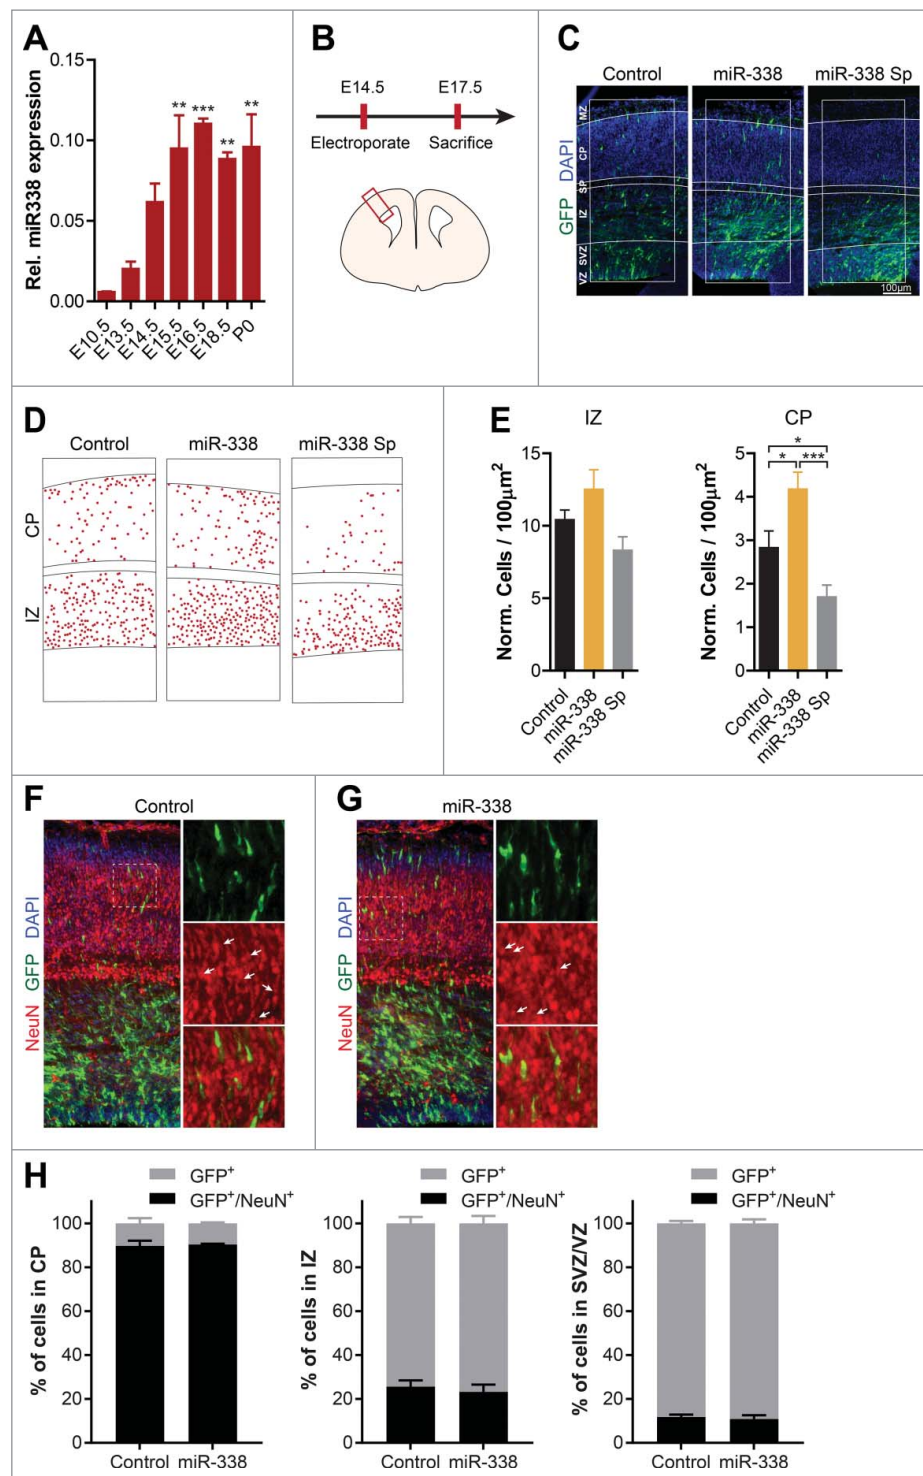 A
Rel. miR338 expression
0.15
0.10
0.05
0.00
**
***
**
**
E10.5
E13.5
E14.5
E15.5
E16.5
E18.5
P0
B
E14.5
E17.5
Electroporate
Sacrifice
C
Control
miR-338
miR-338 Sp
GFP DAPI
MZ
CP
SP
IZ
SVZ
VZ
100µm
D
Control
miR-338
miR-338 Sp
CP
IZ
E
IZ
Norm. Cells / 100µm²
15
10
5
0
Control
miR-338
miR-338 Sp
CP
Norm. Cells / 100µm²
5
4
3
2
1
0
*
*
***
Control
miR-338
miR-338 Sp
F
Control
NeuN GFP DAPI
G
miR-338
NeuN GFP DAPI
H
GFP⁺
GFP⁺/NeuN⁺
% of cells in CP
100
80
60
40
20
0
Control miR-338
GFP⁺
GFP⁺/NeuN⁺
% of cells in IZ
100
80
60
40
20
0
Control miR-338
GFP⁺
GFP⁺/NeuN⁺
% of cells in SVZ/VZ
100
80
60
40
20
0
Control miR-338